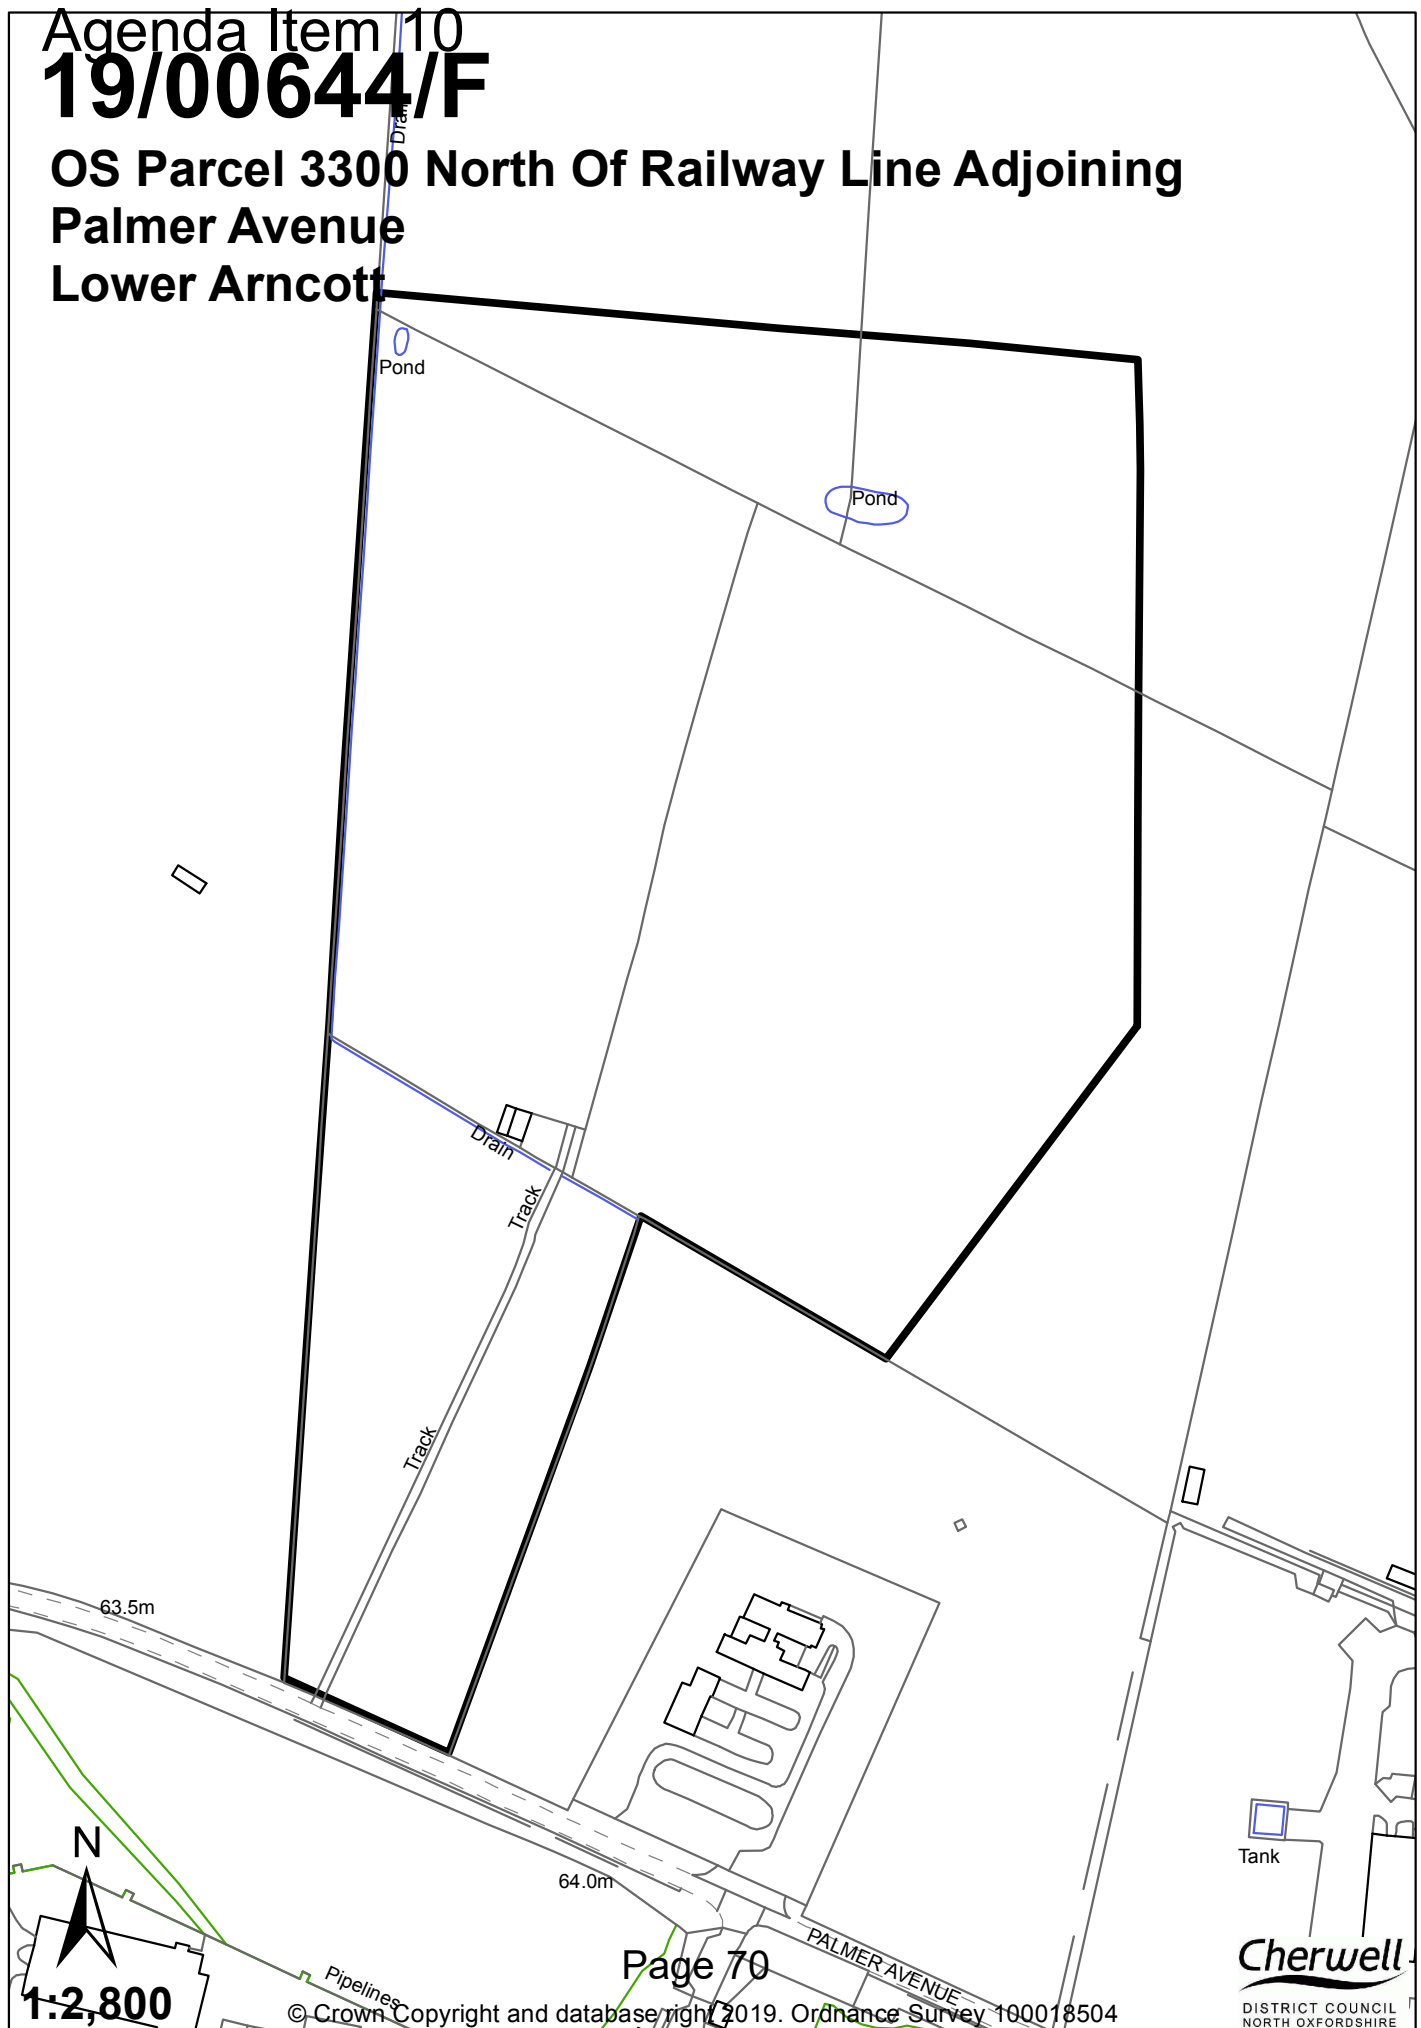 Agenda Item 10
19/00644/F
Drain
OS Parcel 3300 North Of Railway Line Adjoining
Palmer Avenue
Lower Arncott
Pond
Pond
Drain
Track
Track
63.5m
64.0m
Tank
N
PALMER AVENUE
Pipelines
Page 70
1:2,800
© Crown Copyright and database right 2019. Ordnance Survey 100018504
Cherwell
DISTRICT COUNCIL
NORTH OXFORDSHIRE